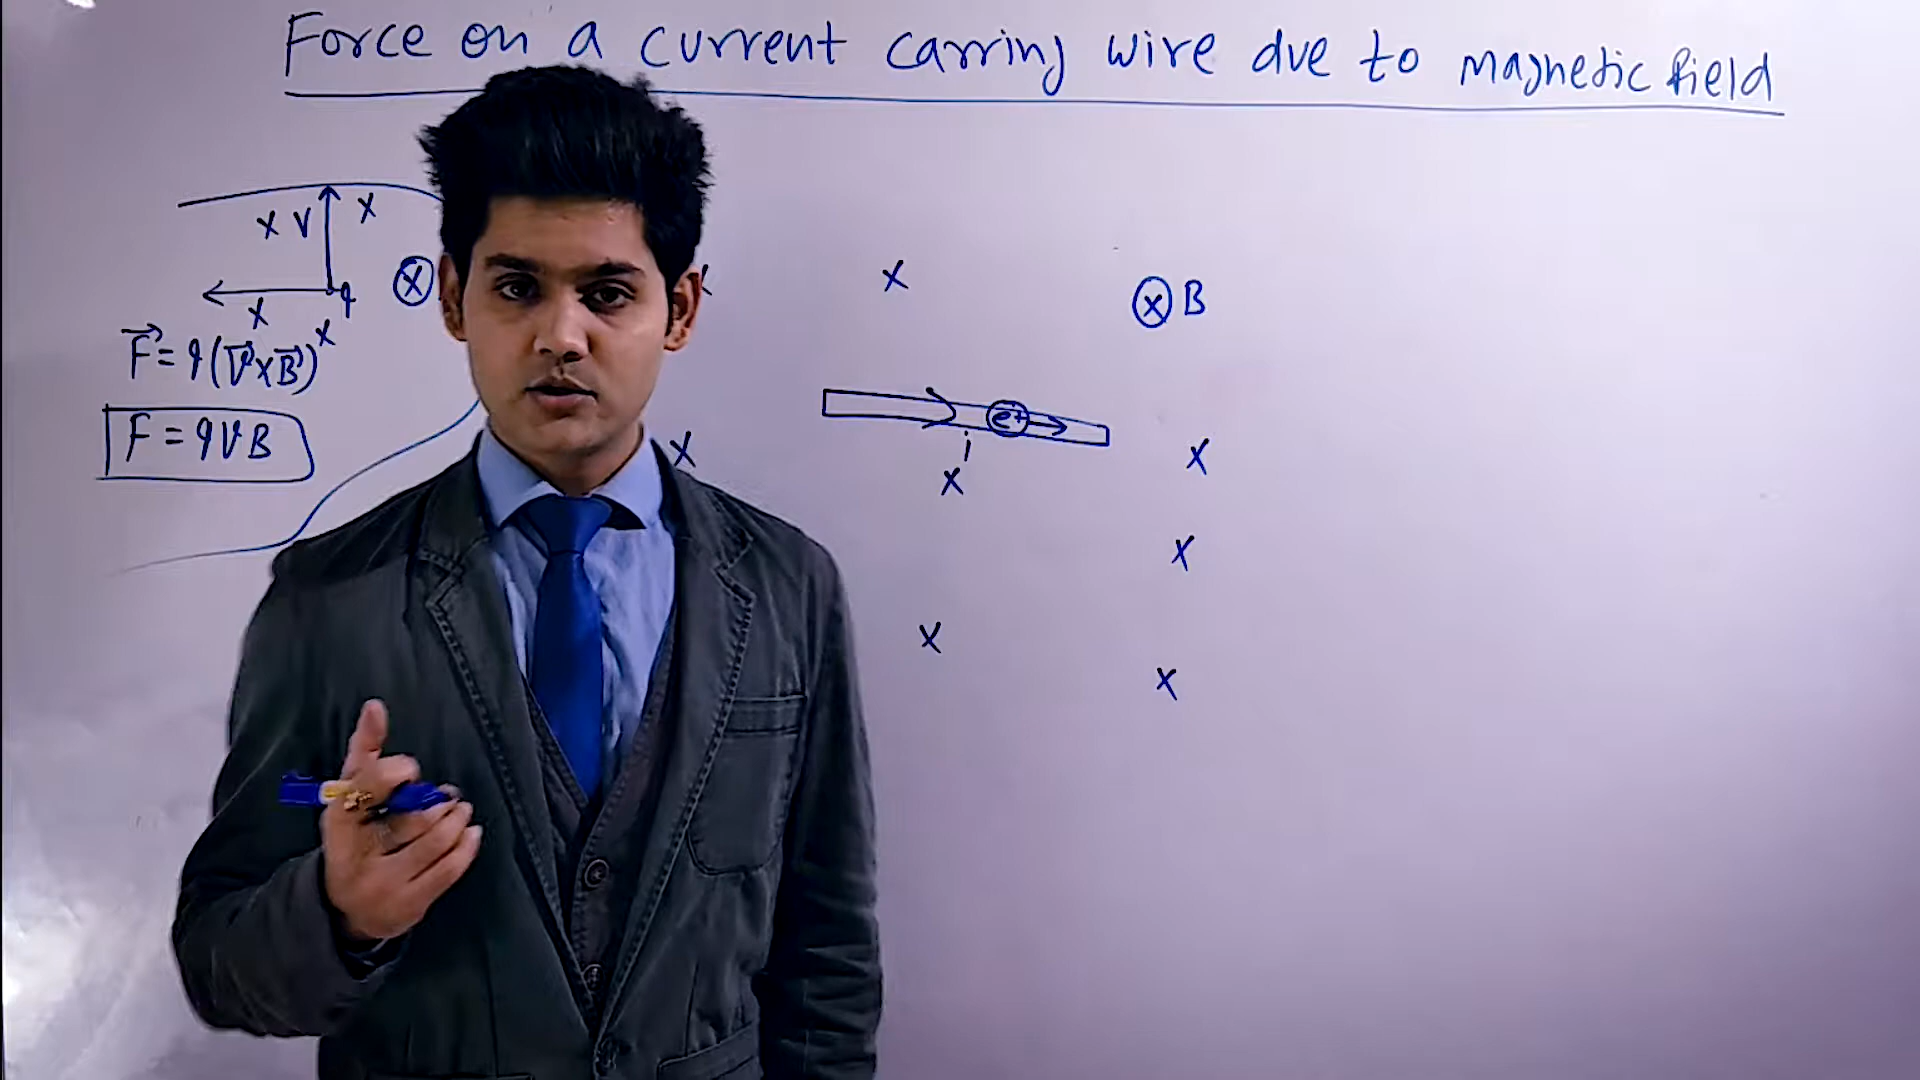 Force on a current carring wire due to magnetic field
x v x
x
q
x
x
F = q(V×B)
F = qVB
x
x B
e+
i
x
x
x
x
x
x